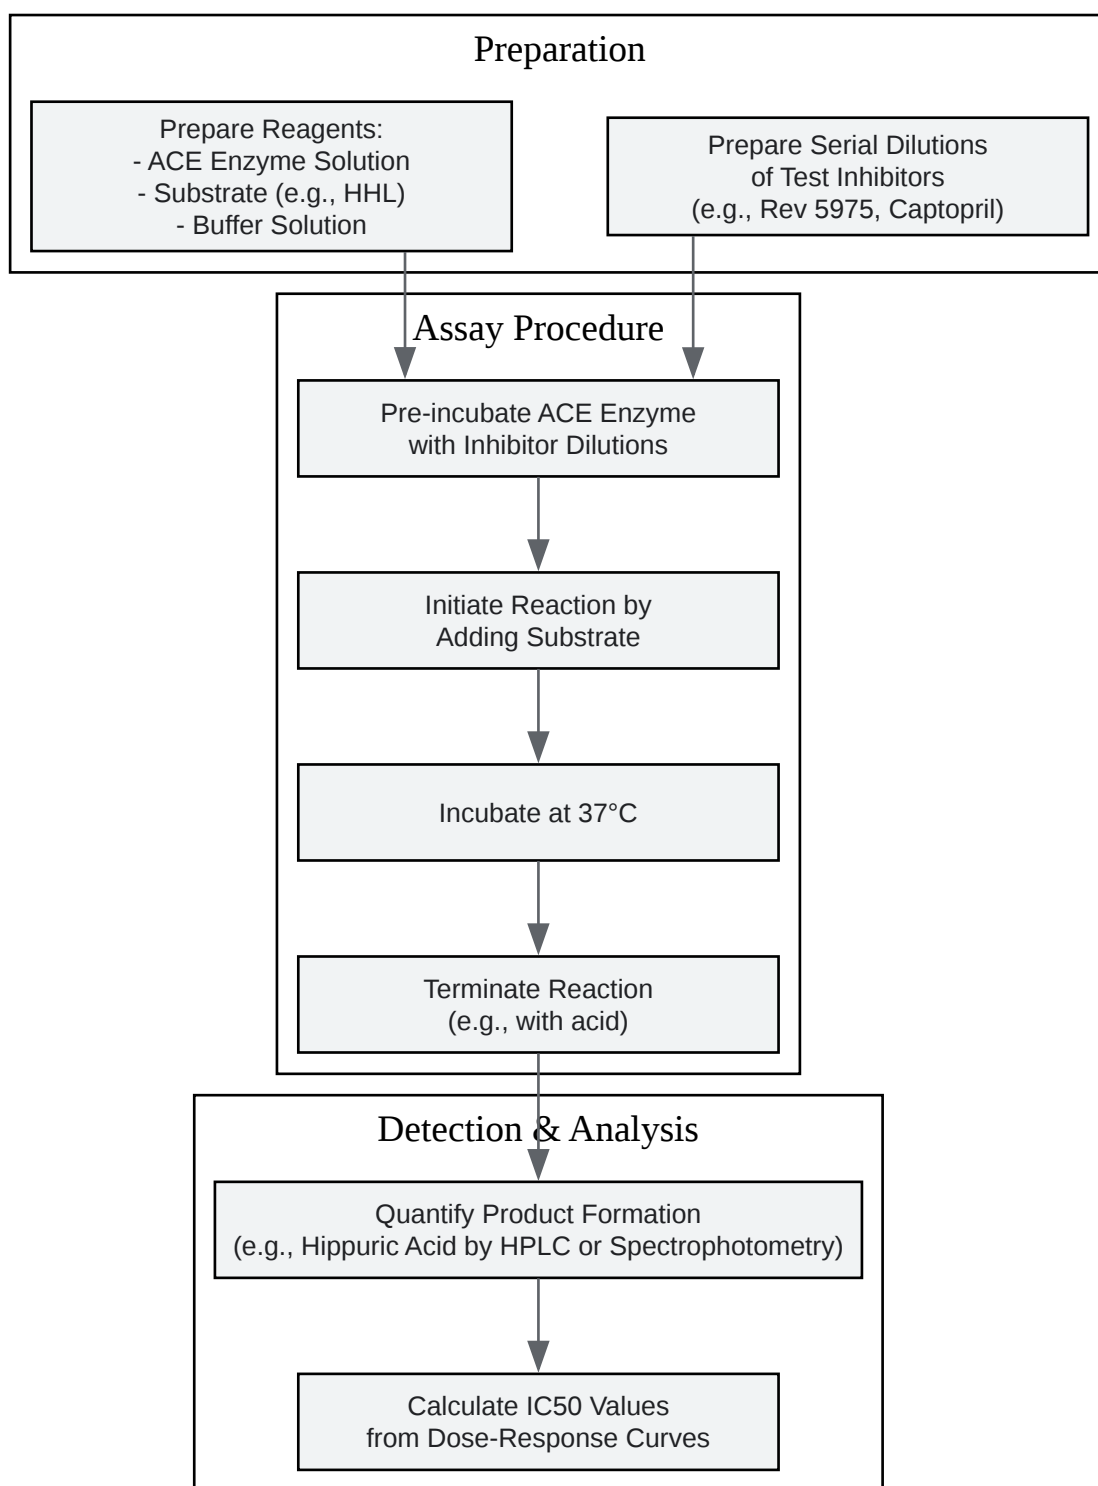 Preparation
Prepare Reagents:
- ACE Enzyme Solution
- Substrate (e.g., HHL)
- Buffer Solution
Prepare Serial Dilutions
of Test Inhibitors
(e.g., Rev 5975, Captopril)
Assay Procedure
Pre-incubate ACE Enzyme
with Inhibitor Dilutions
Initiate Reaction by
Adding Substrate
Incubate at 37°C
Terminate Reaction
(e.g., with acid)
Detection & Analysis
Quantify Product Formation
(e.g., Hippuric Acid by HPLC or Spectrophotometry)
Calculate IC50 Values
from Dose-Response Curves